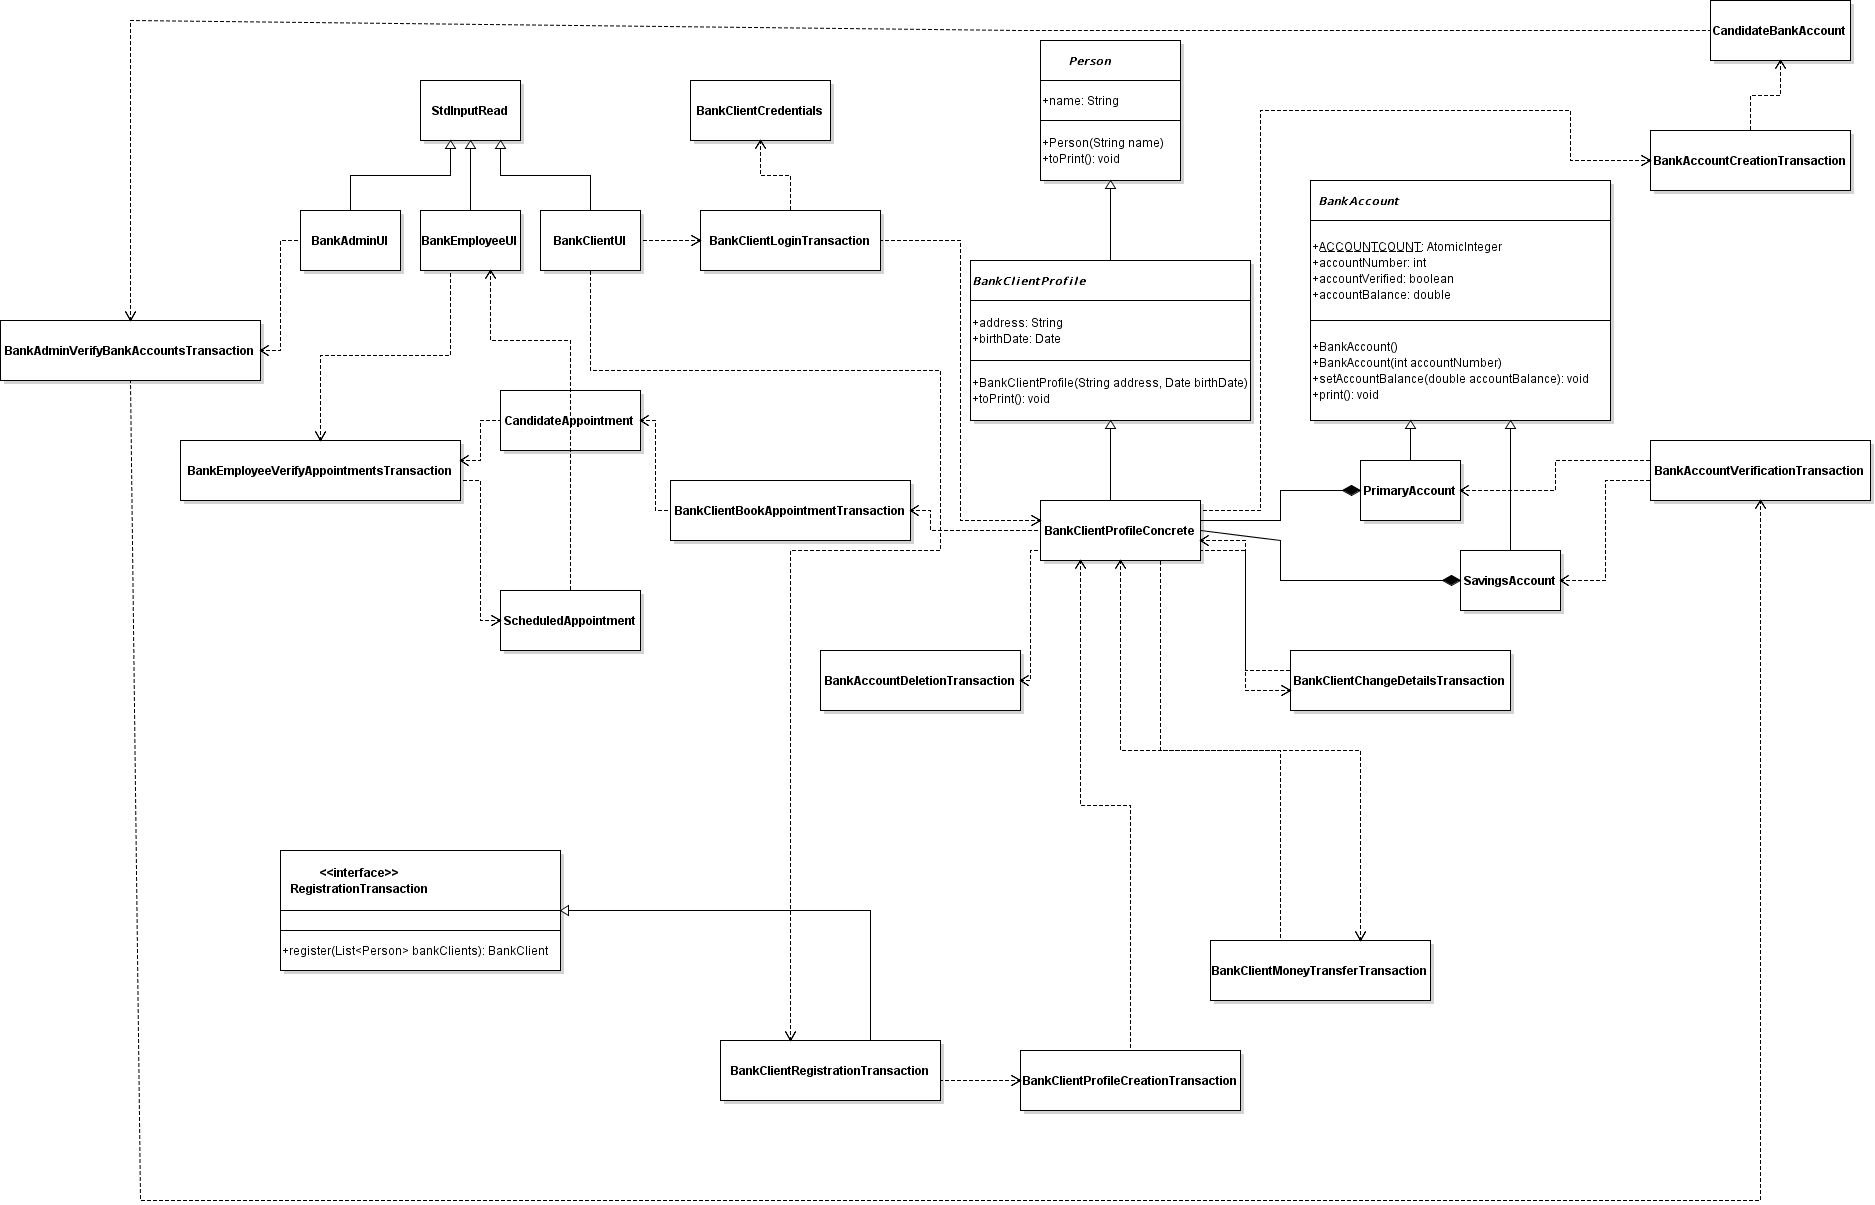 CandidateBankAccount
Person
+name: String
+Person(String name)
+toPrint(): void
StdInputRead
BankClientCredentials
BankAccountCreationTransaction
BankAccount
+ACCOUNTCOUNT: AtomicInteger
+accountNumber: int
+accountVerified: boolean
+accountBalance: double
+BankAccount()
+BankAccount(int accountNumber)
+setAccountBalance(double accountBalance): void
+print(): void
BankAdminUI
BankEmployeeUI
BankClientUI
BankClientLoginTransaction
BankClientProfile
+address: String
+birthDate: Date
+BankClientProfile(String address, Date birthDate)
+toPrint(): void
BankAdminVerifyBankAccountsTransaction
CandidateAppointment
BankEmployeeVerifyAppointmentsTransaction
BankAccountVerificationTransaction
PrimaryAccount
BankClientBookAppointmentTransaction
BankClientProfileConcrete
SavingsAccount
ScheduledAppointment
BankAccountDeletionTransaction
BankClientChangeDetailsTransaction
<<interface>>
RegistrationTransaction
+register(List<Person> bankClients): BankClient
BankClientMoneyTransferTransaction
BankClientRegistrationTransaction
BankClientProfileCreationTransaction